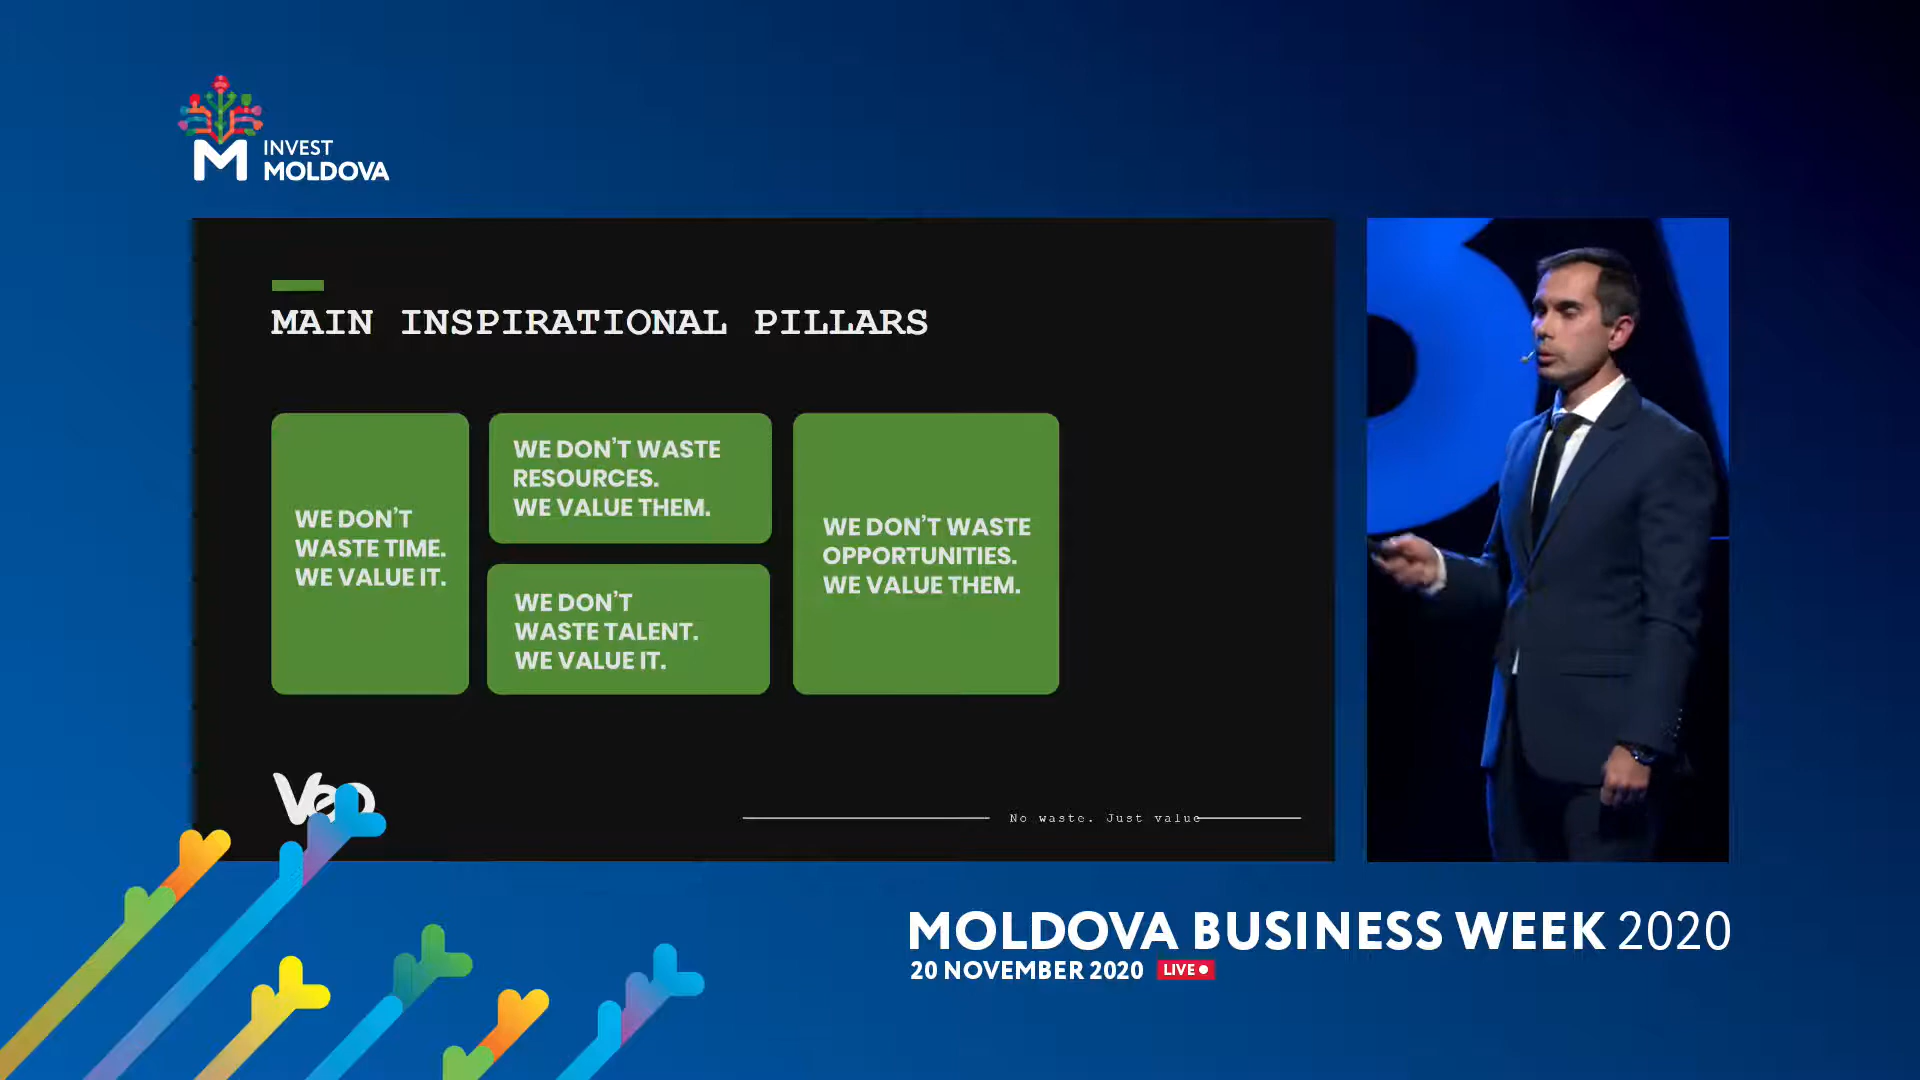 INVEST
M MOLDOVA
MAIN INSPIRATIONAL PILLARS
WE DON'T
WASTE TIME.
WE VALUE IT.
WE DON'T WASTE
RESOURCES.
WE VALUE THEM.
WE DON'T
WASTE TALENT.
WE VALUE IT.
WE DON'T WASTE
OPPORTUNITIES.
WE VALUE THEM.
No waste. Just value
MOLDOVA BUSINESS WEEK 2020
20 NOVEMBER 2020 LIVE